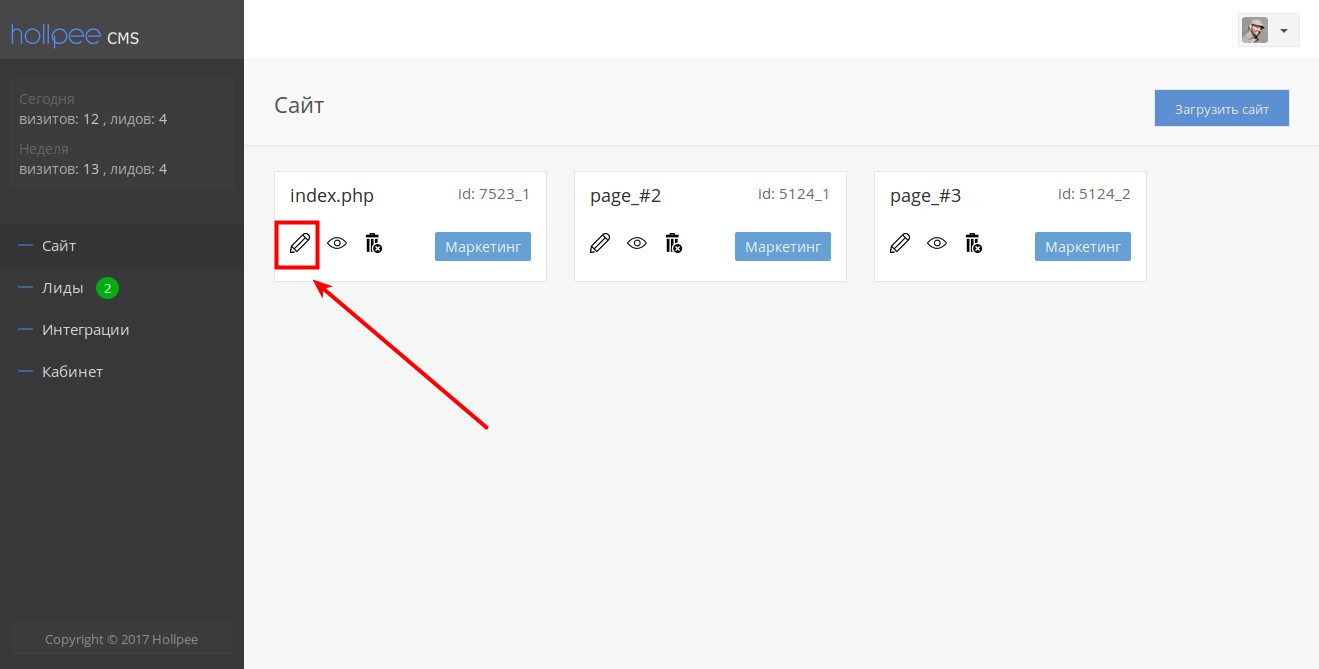 hollpee CMS
Сегодня
визитов: 12 , лидов: 4
Неделя
визитов: 13 , лидов: 4
Сайт
Лиды 2
Интеграции
Кабинет
Copyright © 2017 Hollpee
Сайт
Загрузить сайт
index.php id: 7523_1
Маркетинг
page_#2 id: 5124_1
Маркетинг
page_#3 id: 5124_2
Маркетинг